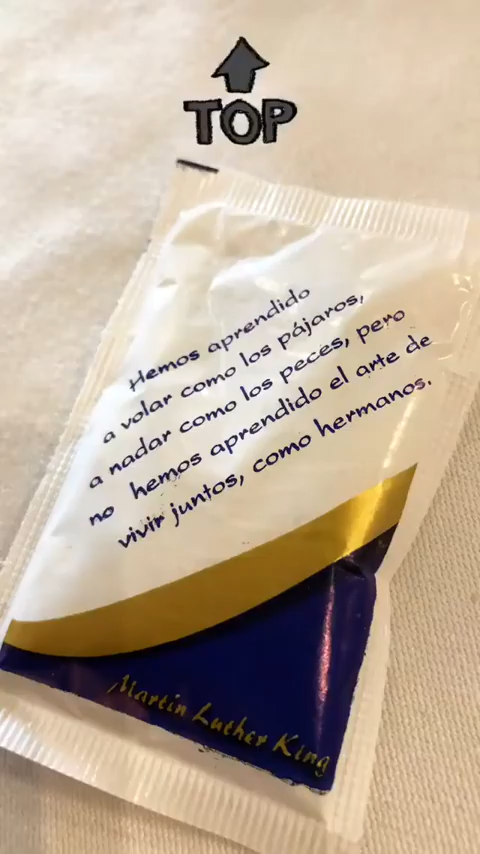 TOP
Hemos aprendido
a volar como los pájaros,
a nadar como los peces, pero
no hemos aprendido el arte de
vivir juntos, como hermanos.
Martin Luther King